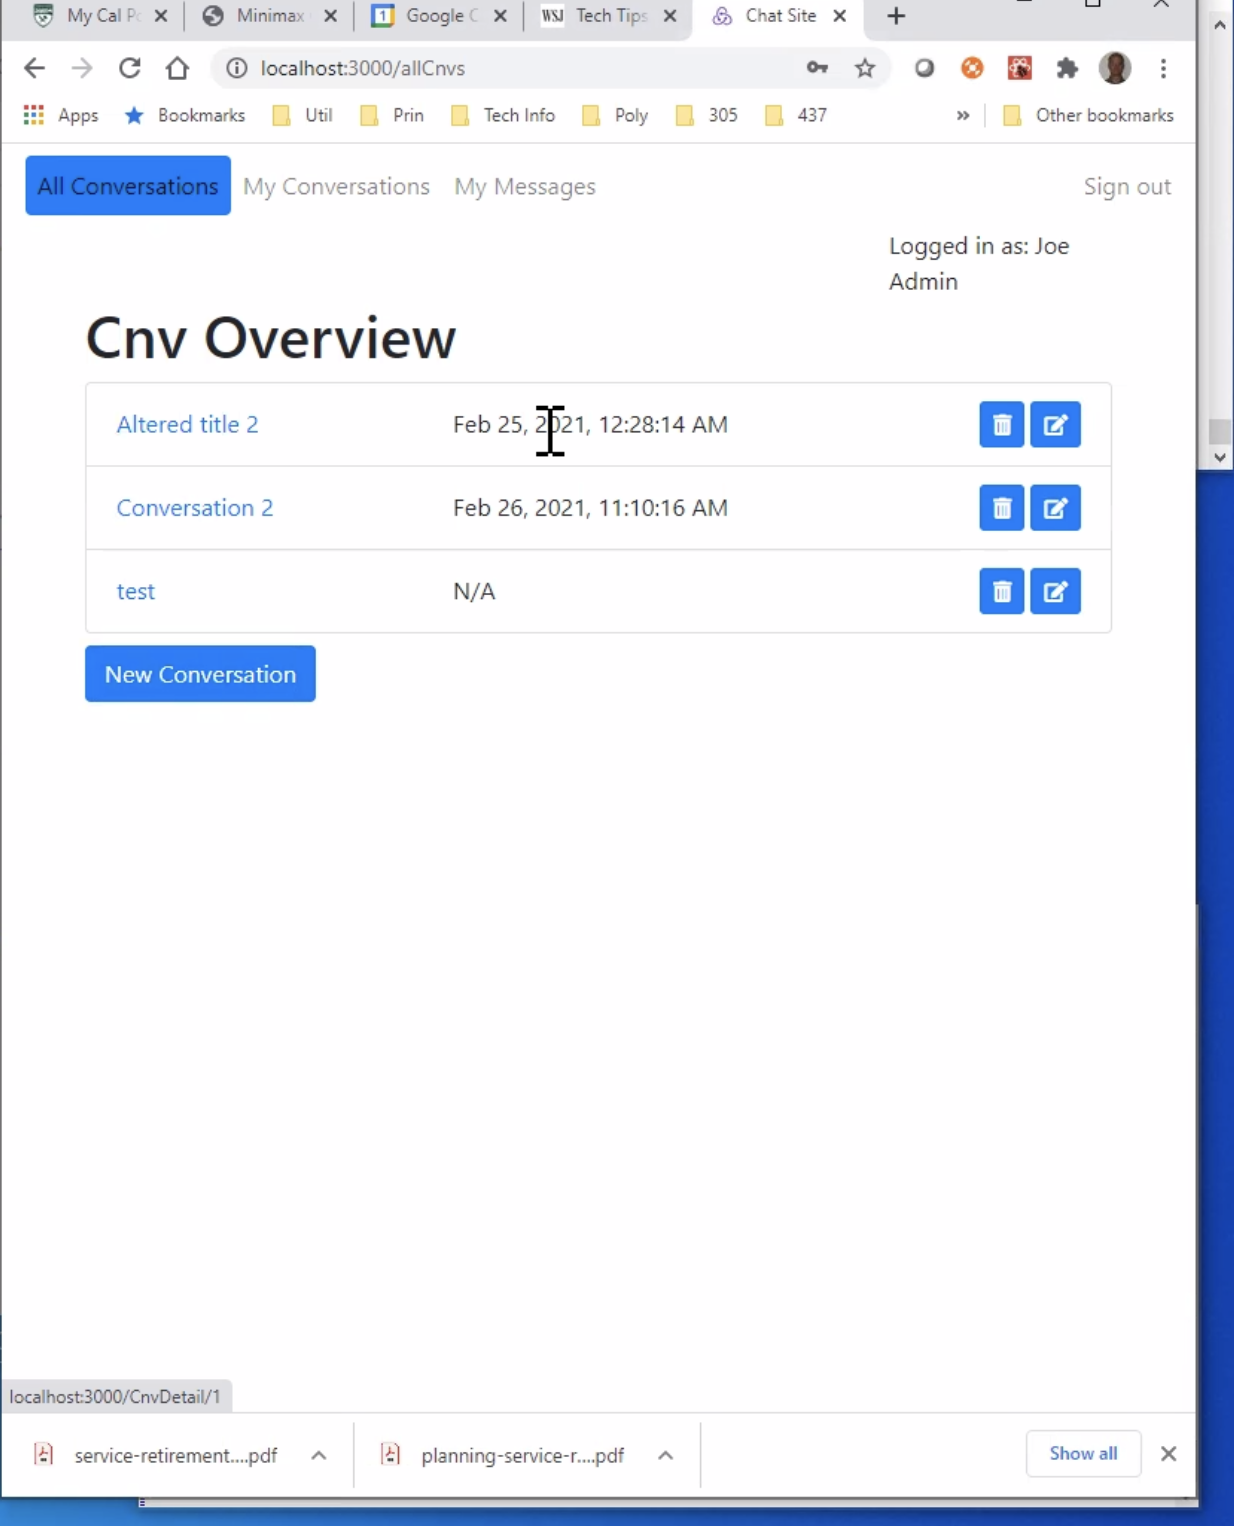 My Cal Po
Minimax
Google C
WSJ Tech Tips
Chat Site
localhost:3000/allCnvs
Apps Bookmarks Util Prin Tech Info Poly 305 437 » Other bookmarks
All Conversations My Conversations My Messages Sign out
Logged in as: Joe
Admin
Cnv Overview
Altered title 2 Feb 25, 2021, 12:28:14 AM
Conversation 2 Feb 26, 2021, 11:10:16 AM
test N/A
New Conversation
localhost:3000/CnvDetail/1
service-retirement....pdf planning-service-r....pdf Show all